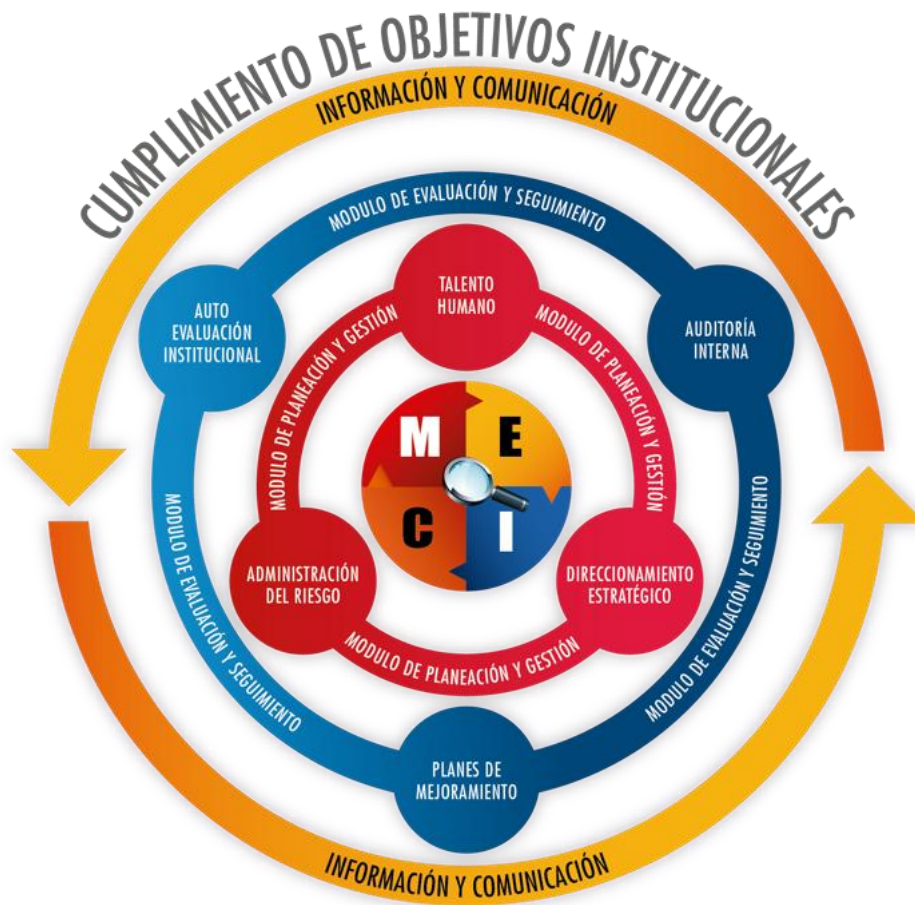 CUMPLIMIENTO DE OBJETIVOS INSTITUCIONALES
INFORMACIÓN Y COMUNICACIÓN
MODULO DE EVALUACIÓN Y SEGUIMIENTO
TALENTO
HUMANO
AUTO
EVALUACIÓN
INSTITUCIONAL
AUDITORÍA
INTERNA
MODULO DE PLANEACIÓN Y GESTIÓN
MODULO DE PLANEACIÓN Y GESTIÓN
M E
C I
MODULO DE EVALUACIÓN Y SEGUIMIENTO
MODULO DE EVALUACIÓN Y SEGUIMIENTO
ADMINISTRACIÓN
DEL RIESGO
DIRECCIONAMIENTO
ESTRATÉGICO
MODULO DE PLANEACIÓN Y GESTIÓN
PLANES DE
MEJORAMIENTO
INFORMACIÓN Y COMUNICACIÓN